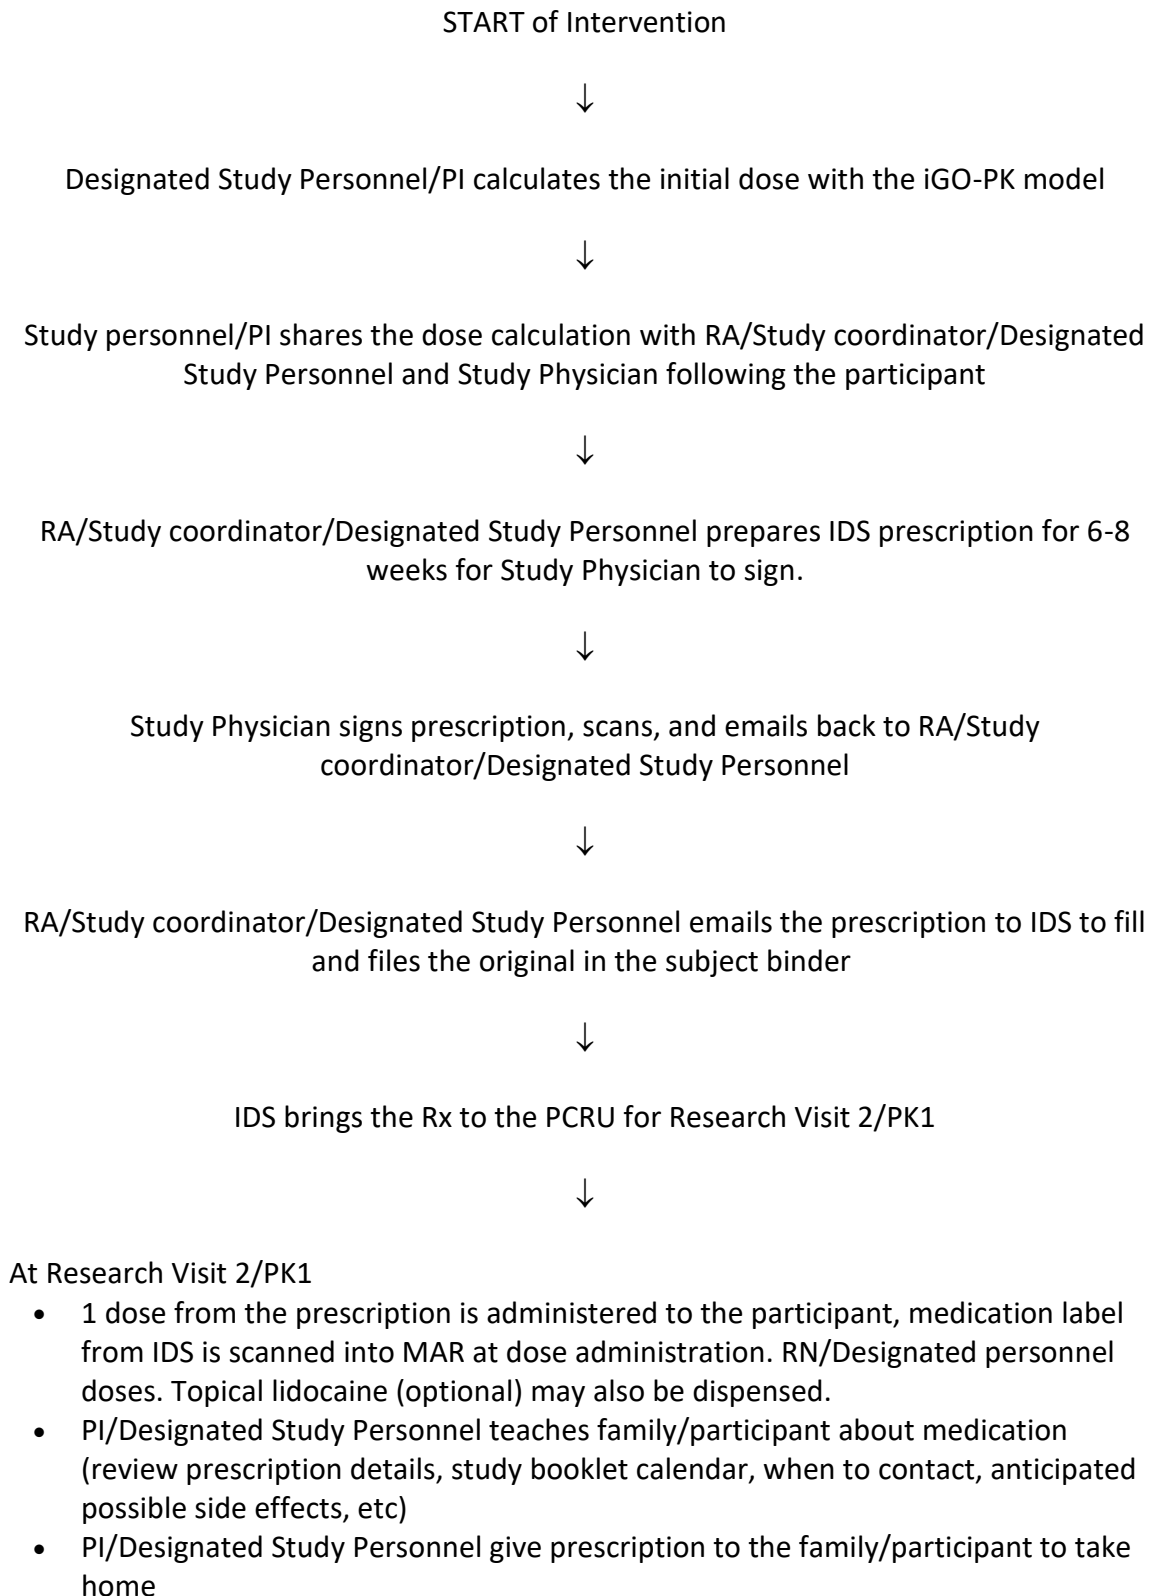 START of Intervention
↓
Designated Study Personnel/PI calculates the initial dose with the iGO-PK model
↓
Study personnel/PI shares the dose calculation with RA/Study coordinator/Designated
Study Personnel and Study Physician following the participant
↓
RA/Study coordinator/Designated Study Personnel prepares IDS prescription for 6-8
weeks for Study Physician to sign.
↓
Study Physician signs prescription, scans, and emails back to RA/Study
coordinator/Designated Study Personnel
↓
RA/Study coordinator/Designated Study Personnel emails the prescription to IDS to fill
and files the original in the subject binder
↓
IDS brings the Rx to the PCRU for Research Visit 2/PK1
↓
At Research Visit 2/PK1
• 1 dose from the prescription is administered to the participant, medication label
from IDS is scanned into MAR at dose administration. RN/Designated personnel
doses. Topical lidocaine (optional) may also be dispensed.
• PI/Designated Study Personnel teaches family/participant about medication
(review prescription details, study booklet calendar, when to contact, anticipated
possible side effects, etc)
• PI/Designated Study Personnel give prescription to the family/participant to take
home